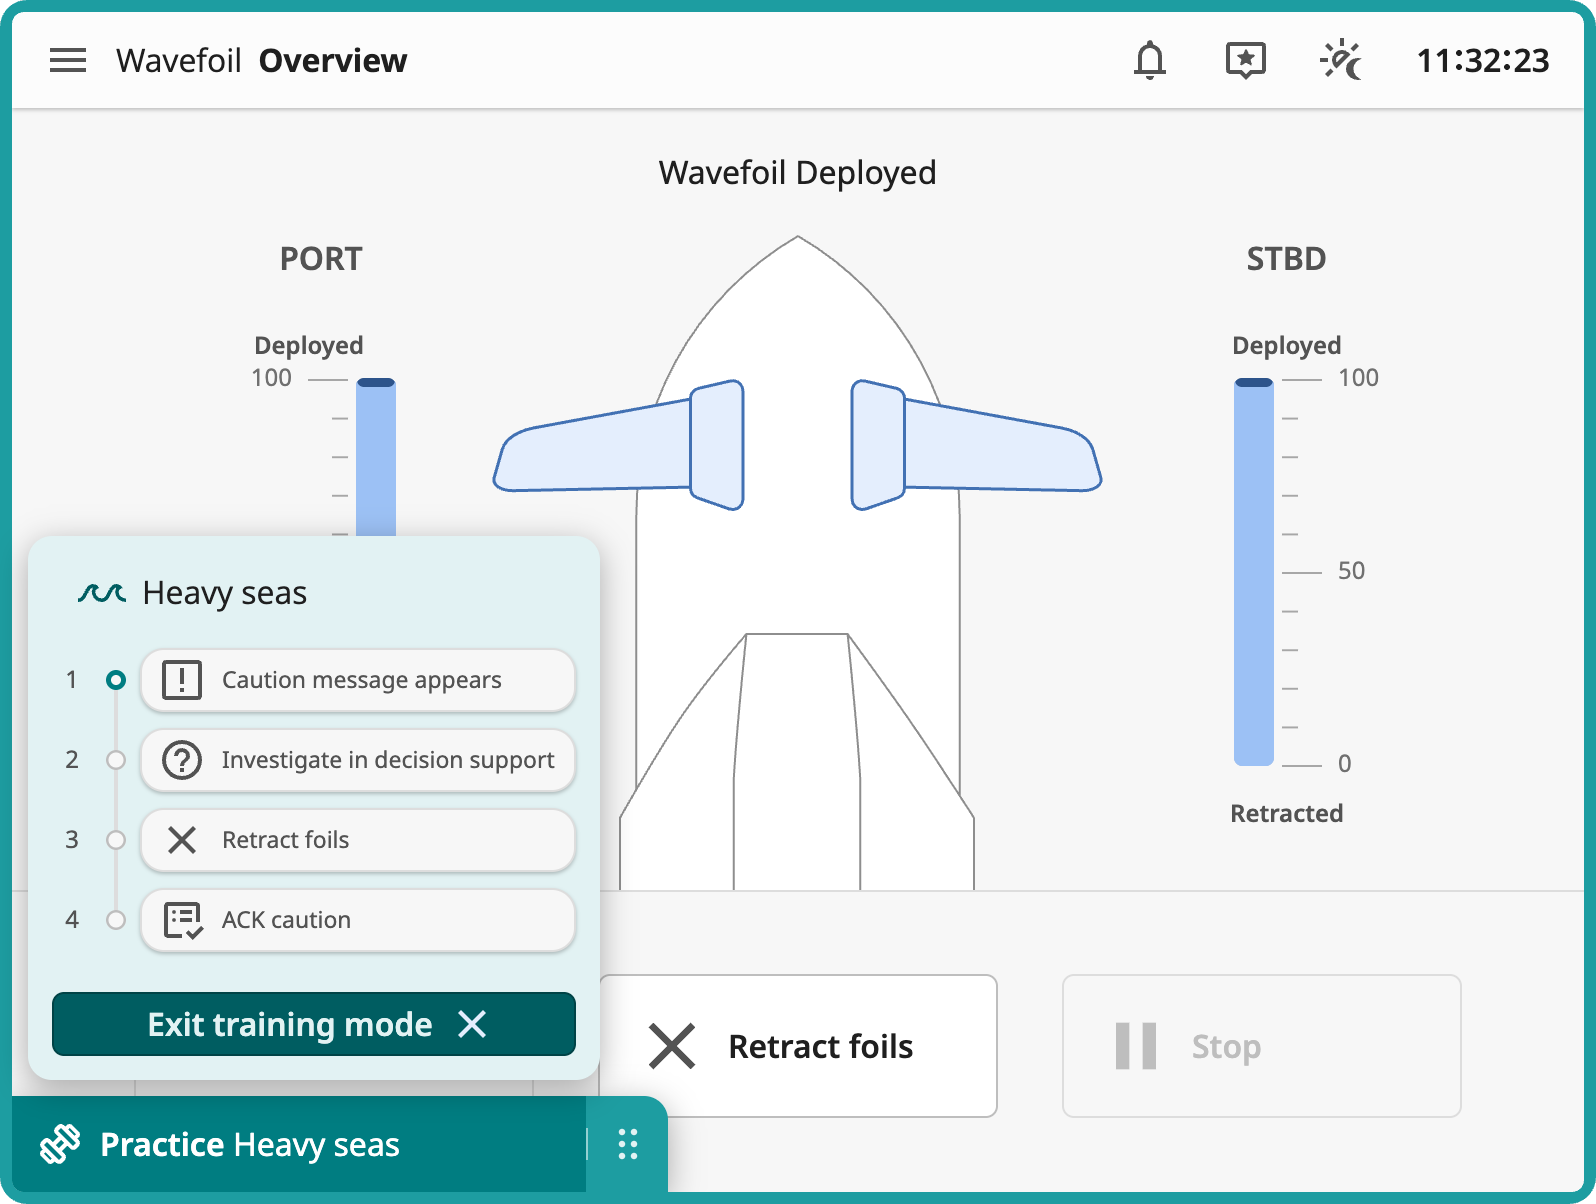 Wavefoil Overview
11:32:23
Wavefoil Deployed
PORT
Deployed
100
STBD
Deployed
100
50
0
Retracted
Heavy seas
1 Caution message appears
2 Investigate in decision support
3 Retract foils
4 ACK caution
Exit training mode
Retract foils
Stop
Practice Heavy seas